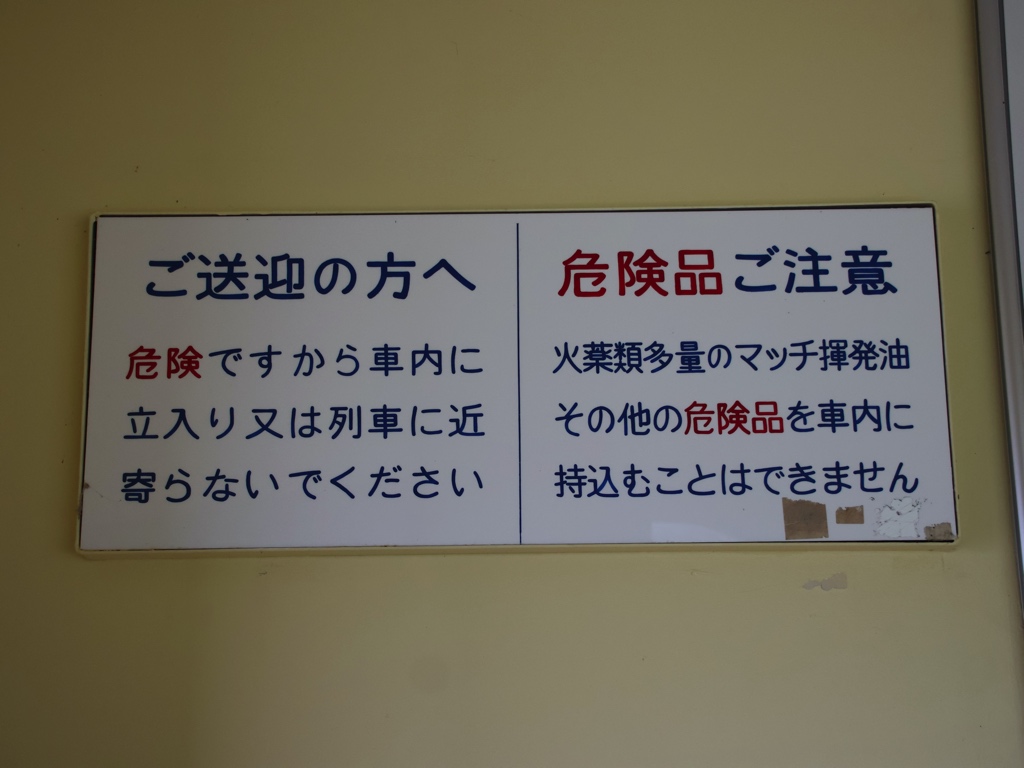 ご送迎の方へ
危険ですから車内に
立入り又は列車に近
寄らないでください
危険品ご注意
火薬類多量のマッチ揮発油
その他の危険品を車内に
持込むことはできません